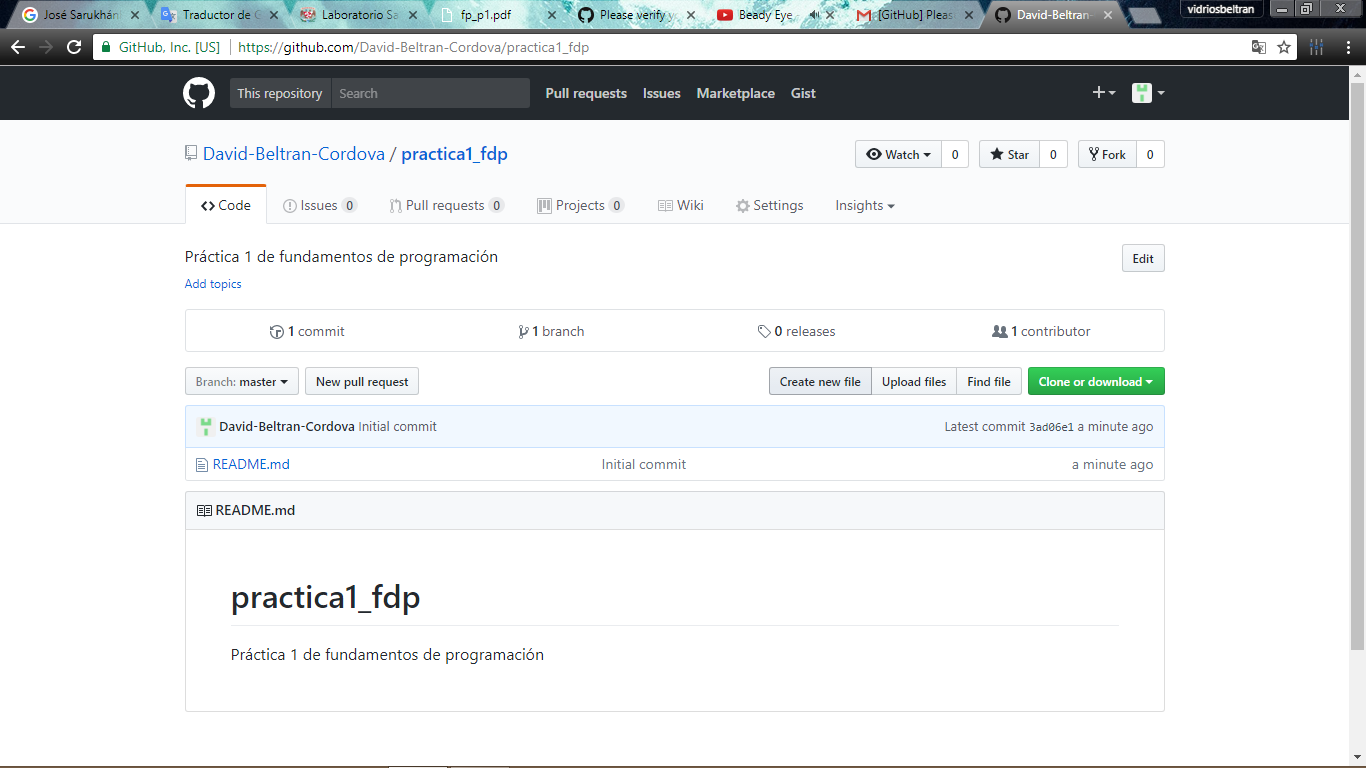 José Sarukhán
Traductor de G
Laboratorio Sa
fp_p1.pdf
Please verify y
Beady Eye
[GitHub] Pleas
David-Beltran-
vidriosbeltran
GitHub, Inc. [US] https://github.com/David-Beltran-Cordova/practica1_fdp
This repository Search Pull requests Issues Marketplace Gist
David-Beltran-Cordova / practica1_fdp
Watch 0 Star 0 Fork 0
Code Issues 0 Pull requests 0 Projects 0 Wiki Settings Insights
Práctica 1 de fundamentos de programación
Edit
Add topics
1 commit 1 branch 0 releases 1 contributor
Branch: master New pull request Create new file Upload files Find file Clone or download
David-Beltran-Cordova Initial commit Latest commit 3ad06e1 a minute ago
README.md Initial commit a minute ago
README.md
practica1_fdp
Práctica 1 de fundamentos de programación